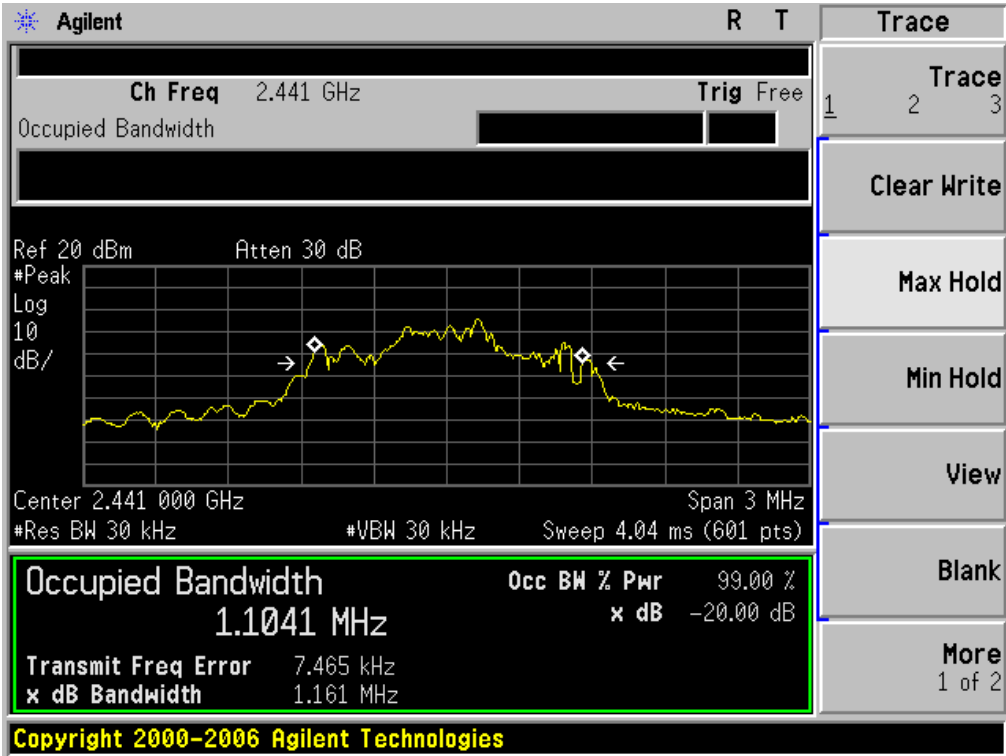 Agilent R T Trace
Ch Freq 2.441 GHz Trig Free
Occupied Bandwidth
Trace
1 2 3
Clear Write
Max Hold
Min Hold
View
Blank
More
1 of 2
Ref 20 dBm Atten 30 dB
#Peak
Log
10
dB/
Center 2.441 000 GHz Span 3 MHz
#Res BW 30 kHz #VBW 30 kHz Sweep 4.04 ms (601 pts)
Occupied Bandwidth Occ BW % Pwr 99.00 %
1.1041 MHz x dB -20.00 dB
Transmit Freq Error 7.465 kHz
x dB Bandwidth 1.161 MHz
Copyright 2000-2006 Agilent Technologies